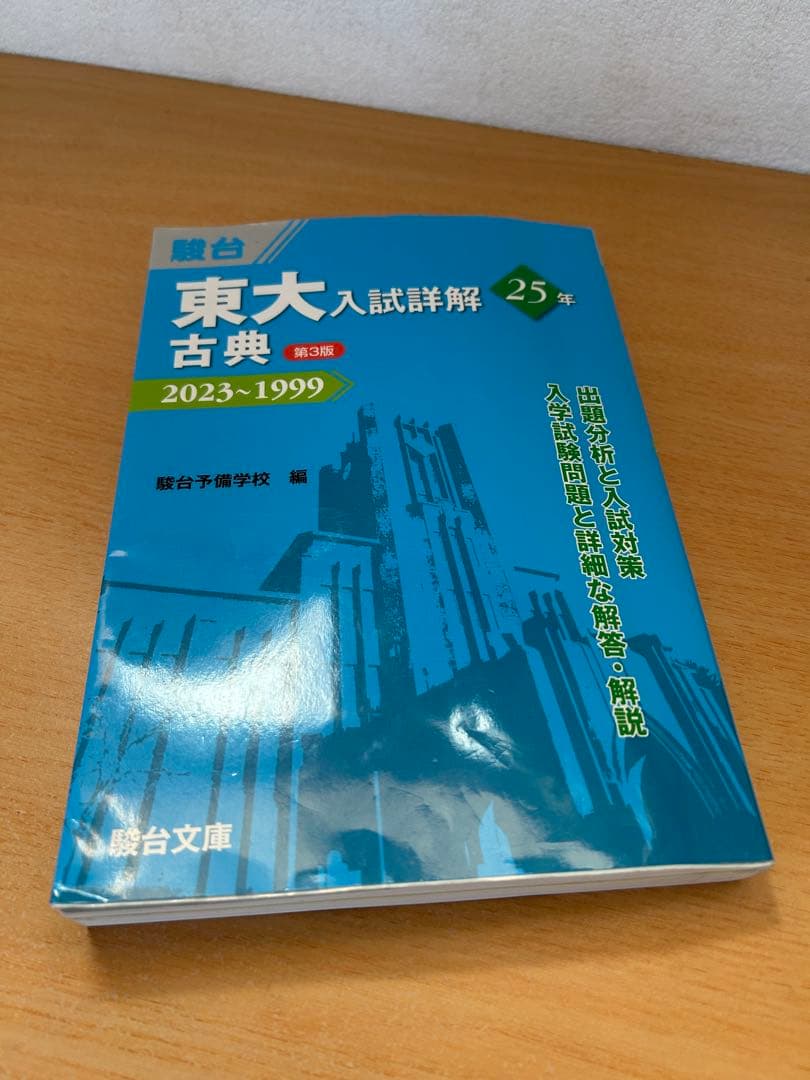 駿台
東大入試詳解 25年
古典 第3版
2023~1999
駿台予備学校 編
出題分析と入試対策
入学試験問題と詳細な解答・解説
駿台文庫